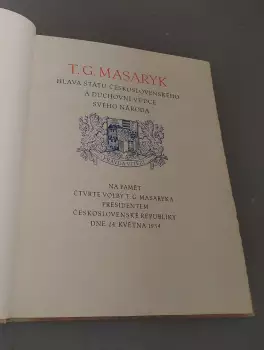 T. G. MASARYK
HLAVA STÁTU ČESKOSLOVENSKÉHO
A DUCHOVNÍ VŮDCE
SVÉHO NÁRODA
NA PAMĚŤ
ČTVRTÉ VOLBY T. G. MASARYKA
PRESIDENTEM
ČESKOSLOVENSKÉ REPUBLIKY
DNE 24. KVĚTNA 1934